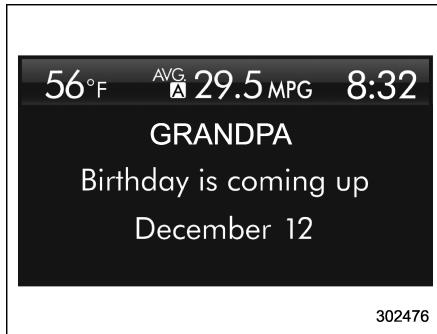 56°F AVG. A 29.5 MPG 8:32
GRANDPA
Birthday is coming up
December 12
302476